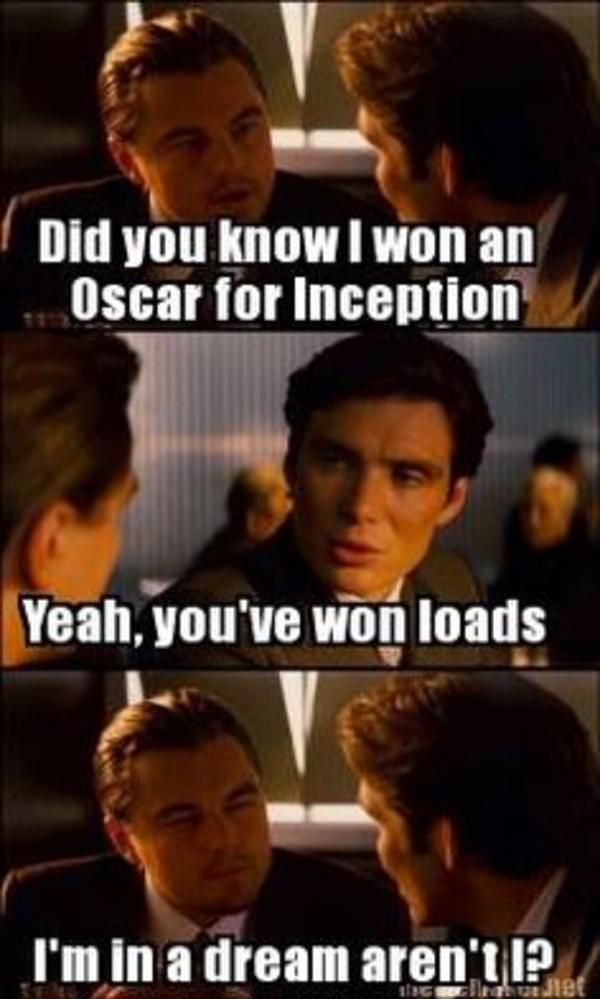 Did you know I won an
Oscar for Inception
Yeah, you've won loads
I'm in a dream aren't I?